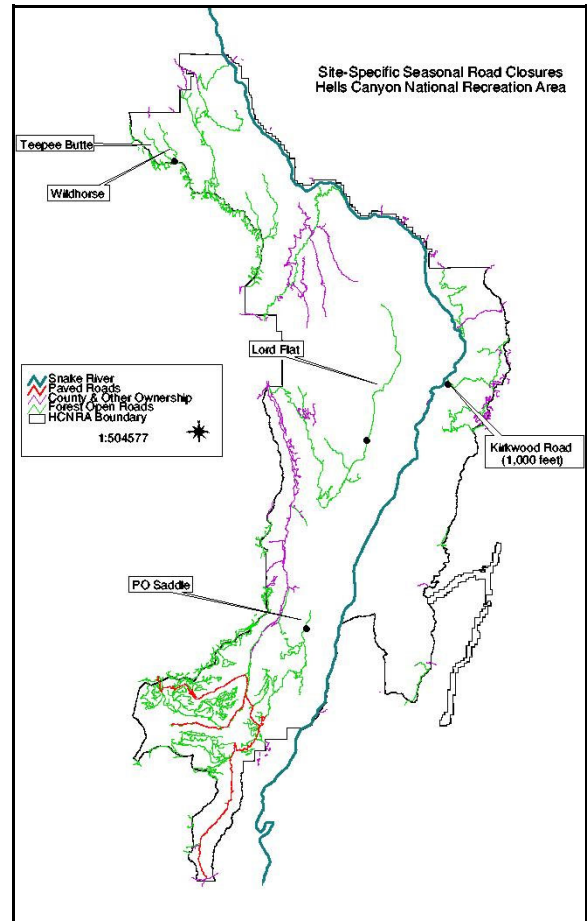 Site-Specific Seasonal Road Closures
Hells Canyon National Recreation Area
Teepee Butte
Wildhorse
Lord Flat
Snake River
Paved Roads
County & Other Ownership
Forest Open Roads
HCNRA Boundary
1:504577
Kirkwood Road
(1,000 feet)
PO Saddle